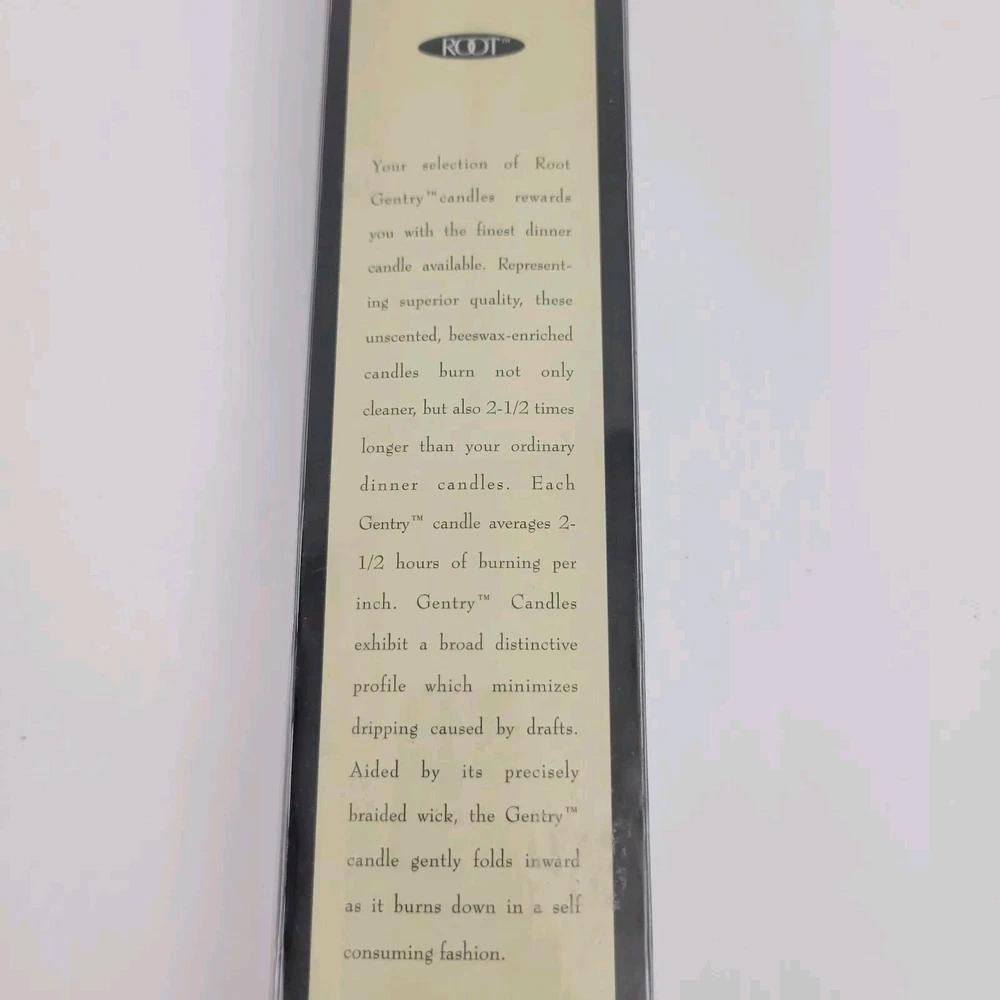 ROOT™
Your selection of Root
Gentry™ candles rewards
you with the finest dinner
candle available. Represent-
ing superior quality, these
unscented, beeswax-enriched
candles burn not only
cleaner, but also 2-1/2 times
longer than your ordinary
dinner candles. Each
Gentry™ candle averages 2-
1/2 hours of burning per
inch. Gentry™ Candles
exhibit a broad distinctive
profile which minimizes
dripping caused by drafts.
Aided by its precisely
braided wick, the Gentry™
candle gently folds inward
as it burns down in a self
consuming fashion.